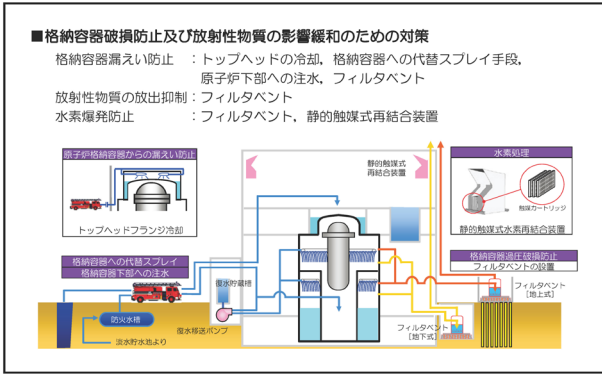 ■格納容器破損防止及び放射性物質の影響緩和のための対策
格納容器漏えい防止　：トップヘッドの冷却，格納容器への代替スプレイ手段，
原子炉下部への注水，フィルタベント
放射性物質の放出抑制：フィルタベント
水素爆発防止　：フィルタベント，静的触媒式再結合装置
原子炉格納容器からの漏えい防止
トップヘッドフランジ冷却
静的触媒式
再結合装置
水素処理
触媒カートリッジ
静的触媒式水素再結合装置
格納容器への代替スプレイ
格納容器下部への注水
格納容器過圧破損防止
フィルタベントの設置
復水貯蔵槽
防火水槽
淡水貯水池より
復水移送ポンプ
フィルタベント
［地下式］
フィルタベント
［地上式］